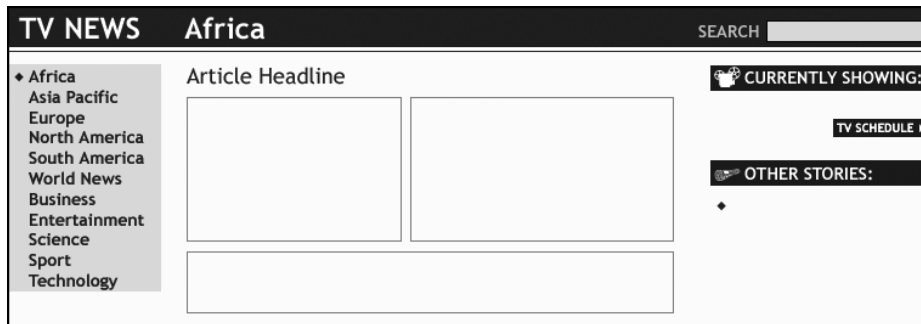 TV NEWS Africa SEARCH
Africa
Asia Pacific
Europe
North America
South America
World News
Business
Entertainment
Science
Sport
Technology
Article Headline
CURRENTLY SHOWING:
TV SCHEDULE
OTHER STORIES: